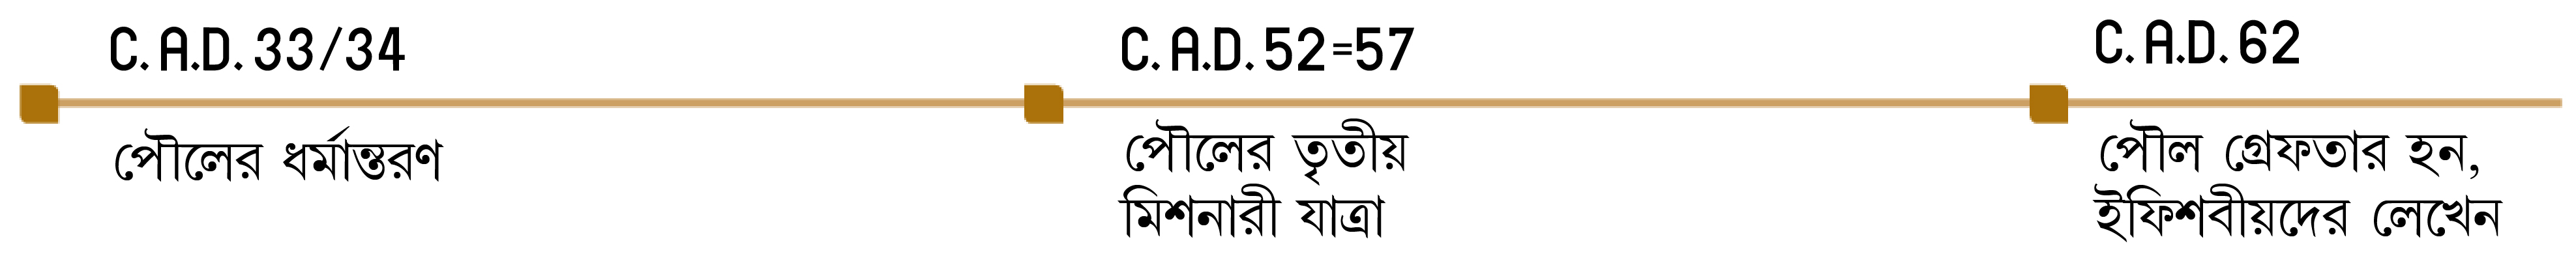 C. A.D. 33/34
পৌলের ধর্মান্তরণ
C. A.D. 52=57
পৌলের তৃতীয়
মিশনারী যাত্রা
C. A.D. 62
পৌল গ্রেফতার হন,
ইফিশবীয়দের লেখেন